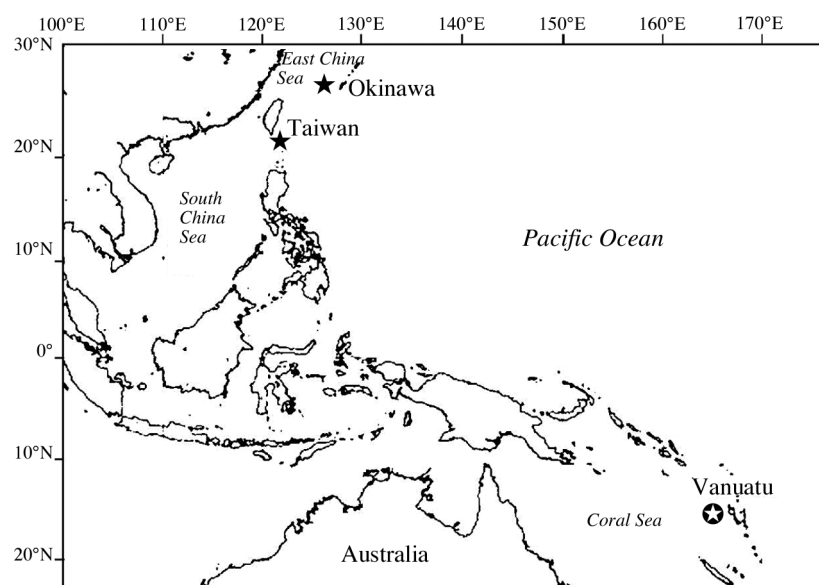 100°E 110°E 120°E 130°E 140°E 150°E 160°E 170°E
30°N
East China
Sea
Okinawa
Taiwan
20°N
South
China
Sea
Pacific Ocean
10°N
0°
10°N
Vanuatu
Coral Sea
Australia
20°N